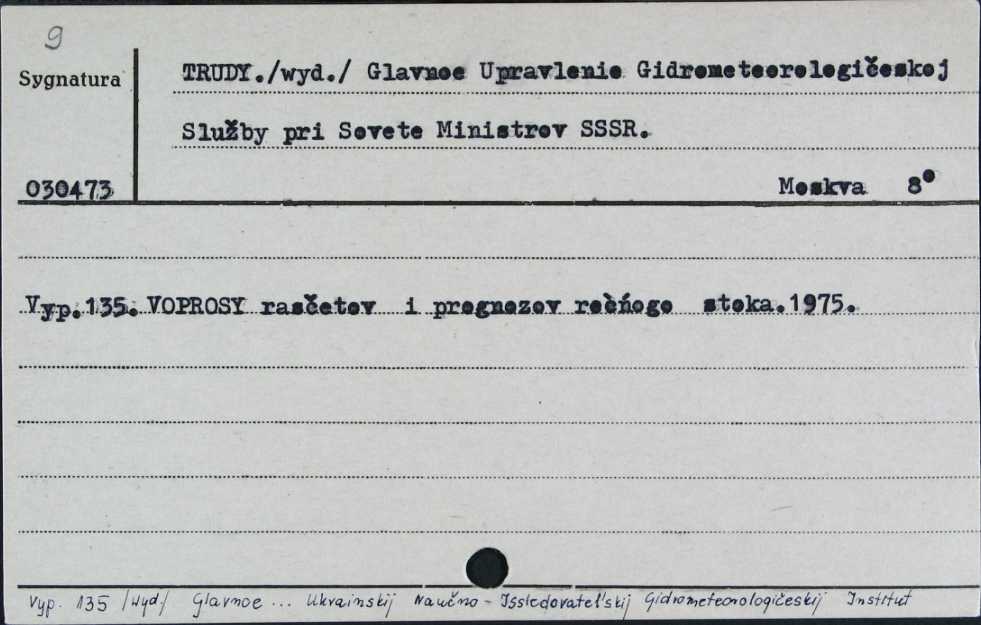 9
Sygnatura
TRUDY./wyd./ Glavnoe Upravlenie Gidrometeorologičeskoj
Služby pri Sovete Ministrov SSSR.
030473
Moskva 8°
Vyp.135. VOPROSY rasčetov i prognozov rečńogo stoka.1975.
Vyp. 135 /wyd/ Glavnoe ... Ukrainskij Naučno-Issledovatel'skij Gidrometeorologičeskij Institut